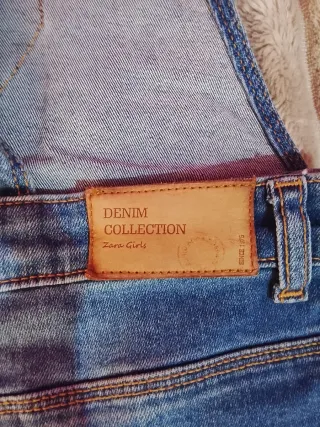 DENIM
COLLECTION
Zara Girls